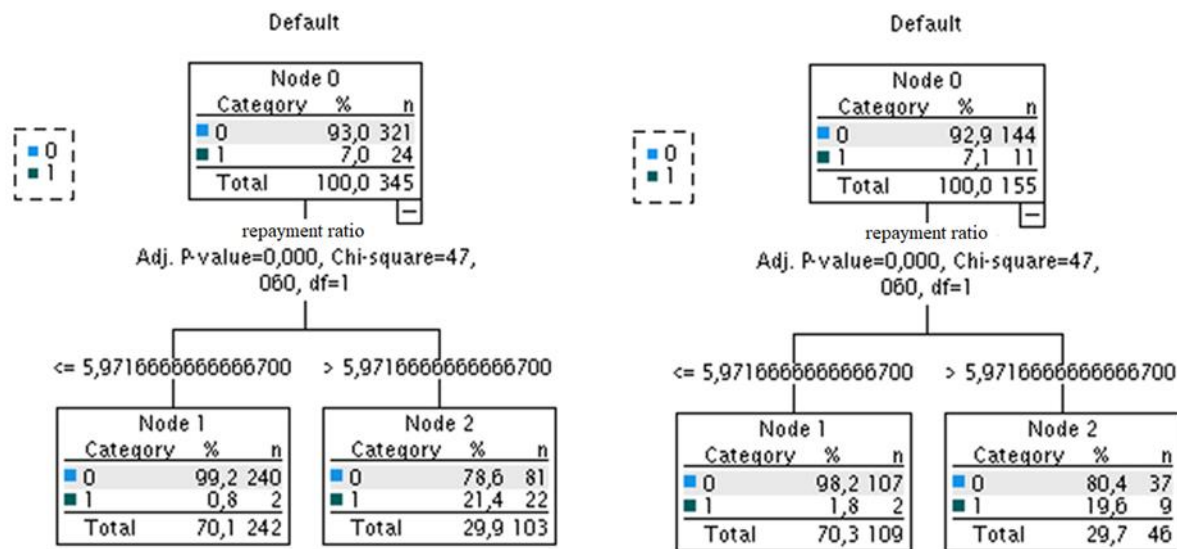 Default
Node 0
Category % n
0 93,0 321
1 7,0 24
Total 100,0 345
0
1
repayment ratio
Adj. P-value=0,000, Chi-square=47,
060, df=1
<= 5,97166666666666700
> 5,97166666666666700
Node 1
Category % n
0 99,2 240
1 0,8 2
Total 70,1 242
Node 2
Category % n
0 78,6 81
1 21,4 22
Total 29,9 103
Default
Node 0
Category % n
0 92,9 144
1 7,1 11
Total 100,0 155
0
1
repayment ratio
Adj. P-value=0,000, Chi-square=47,
060, df=1
<= 5,97166666666666700
> 5,97166666666666700
Node 1
Category % n
0 98,2 107
1 1,8 2
Total 70,3 109
Node 2
Category % n
0 80,4 37
1 19,6 9
Total 29,7 46